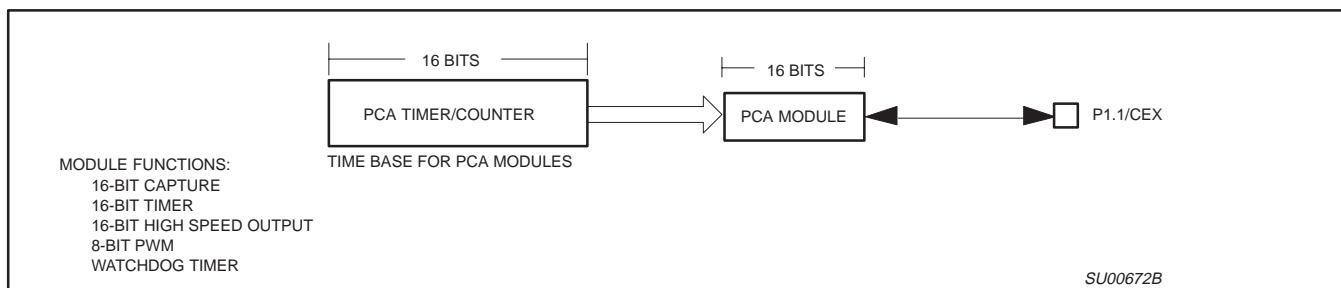 16 BITS
16 BITS
PCA TIMER/COUNTER
PCA MODULE
P1.1/CEX
TIME BASE FOR PCA MODULES
MODULE FUNCTIONS:
16-BIT CAPTURE
16-BIT TIMER
16-BIT HIGH SPEED OUTPUT
8-BIT PWM
WATCHDOG TIMER
SU00672B